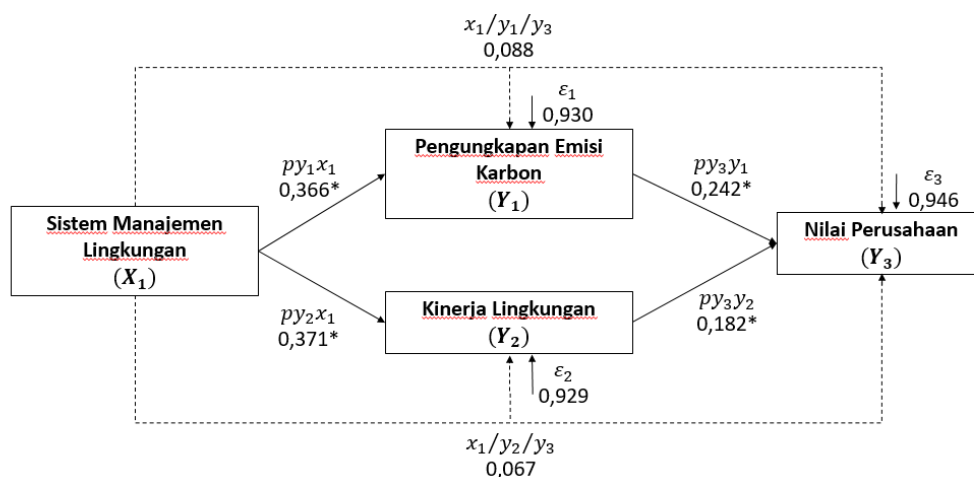 x₁/y₁/y₃
0,088
ε₁
0,930
Pengungkapan Emisi
Karbon
(Y₁)
py₁x₁
0,366*
py₃y₁
0,242*
ε₃
0,946
Sistem Manajemen
Lingkungan
(X₁)
Nilai Perusahaan
(Y₃)
py₂x₁
0,371*
Kinerja Lingkungan
(Y₂)
py₃y₂
0,182*
ε₂
0,929
x₁/y₂/y₃
0,067